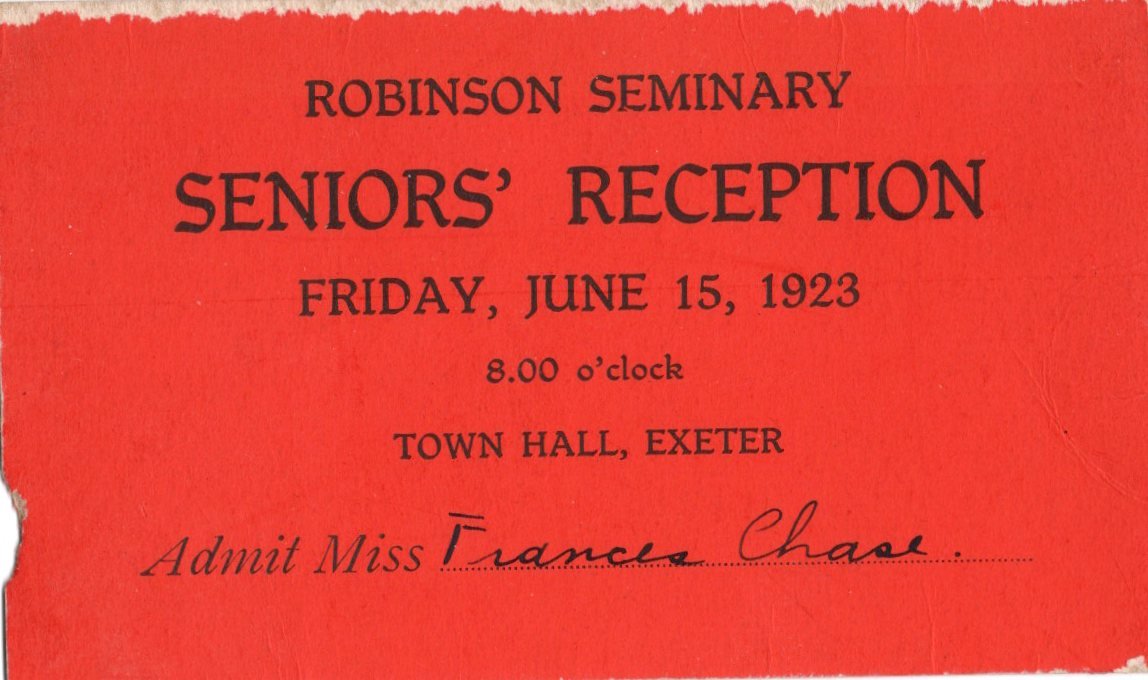 ROBINSON SEMINARY
SENIORS’ RECEPTION
FRIDAY, JUNE 15, 1923
8.00 o’clock
TOWN HALL, EXETER
Admit Miss Frances Chase.